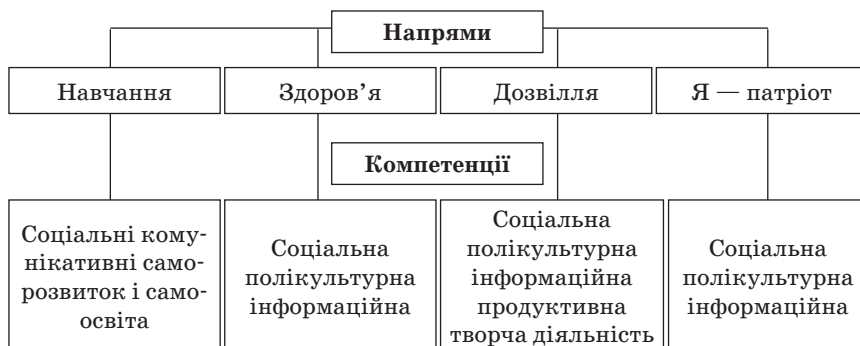 Напрями
Навчання
Здоров’я
Дозвілля
Я — патріот
Компетенції
Соціальні кому-
нікативні само-
розвиток і само-
освіта
Соціальна
полікультурна
інформаційна
Соціальна
полікультурна
інформаційна
продуктивна
творча діяльність
Соціальна
полікультурна
інформаційна